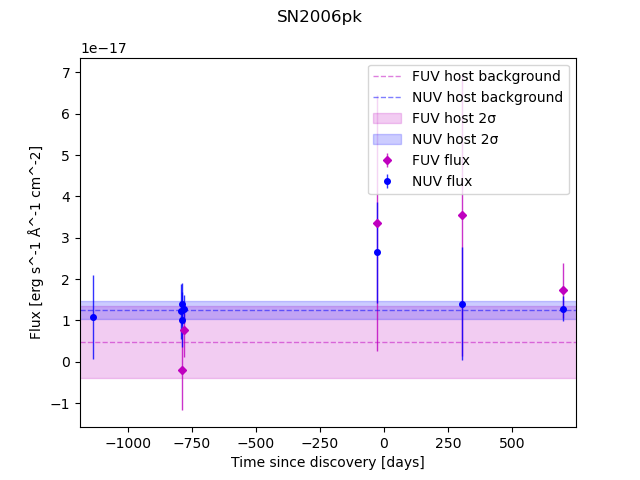 SN2006pk
1e−17
7
6
5
4
3
2
1
0
−1
Flux [erg s^-1 Å^-1 cm^-2]
FUV host background
NUV host background
FUV host 2σ
NUV host 2σ
FUV flux
NUV flux
−1000 −750 −500 −250 0 250 500
Time since discovery [days]